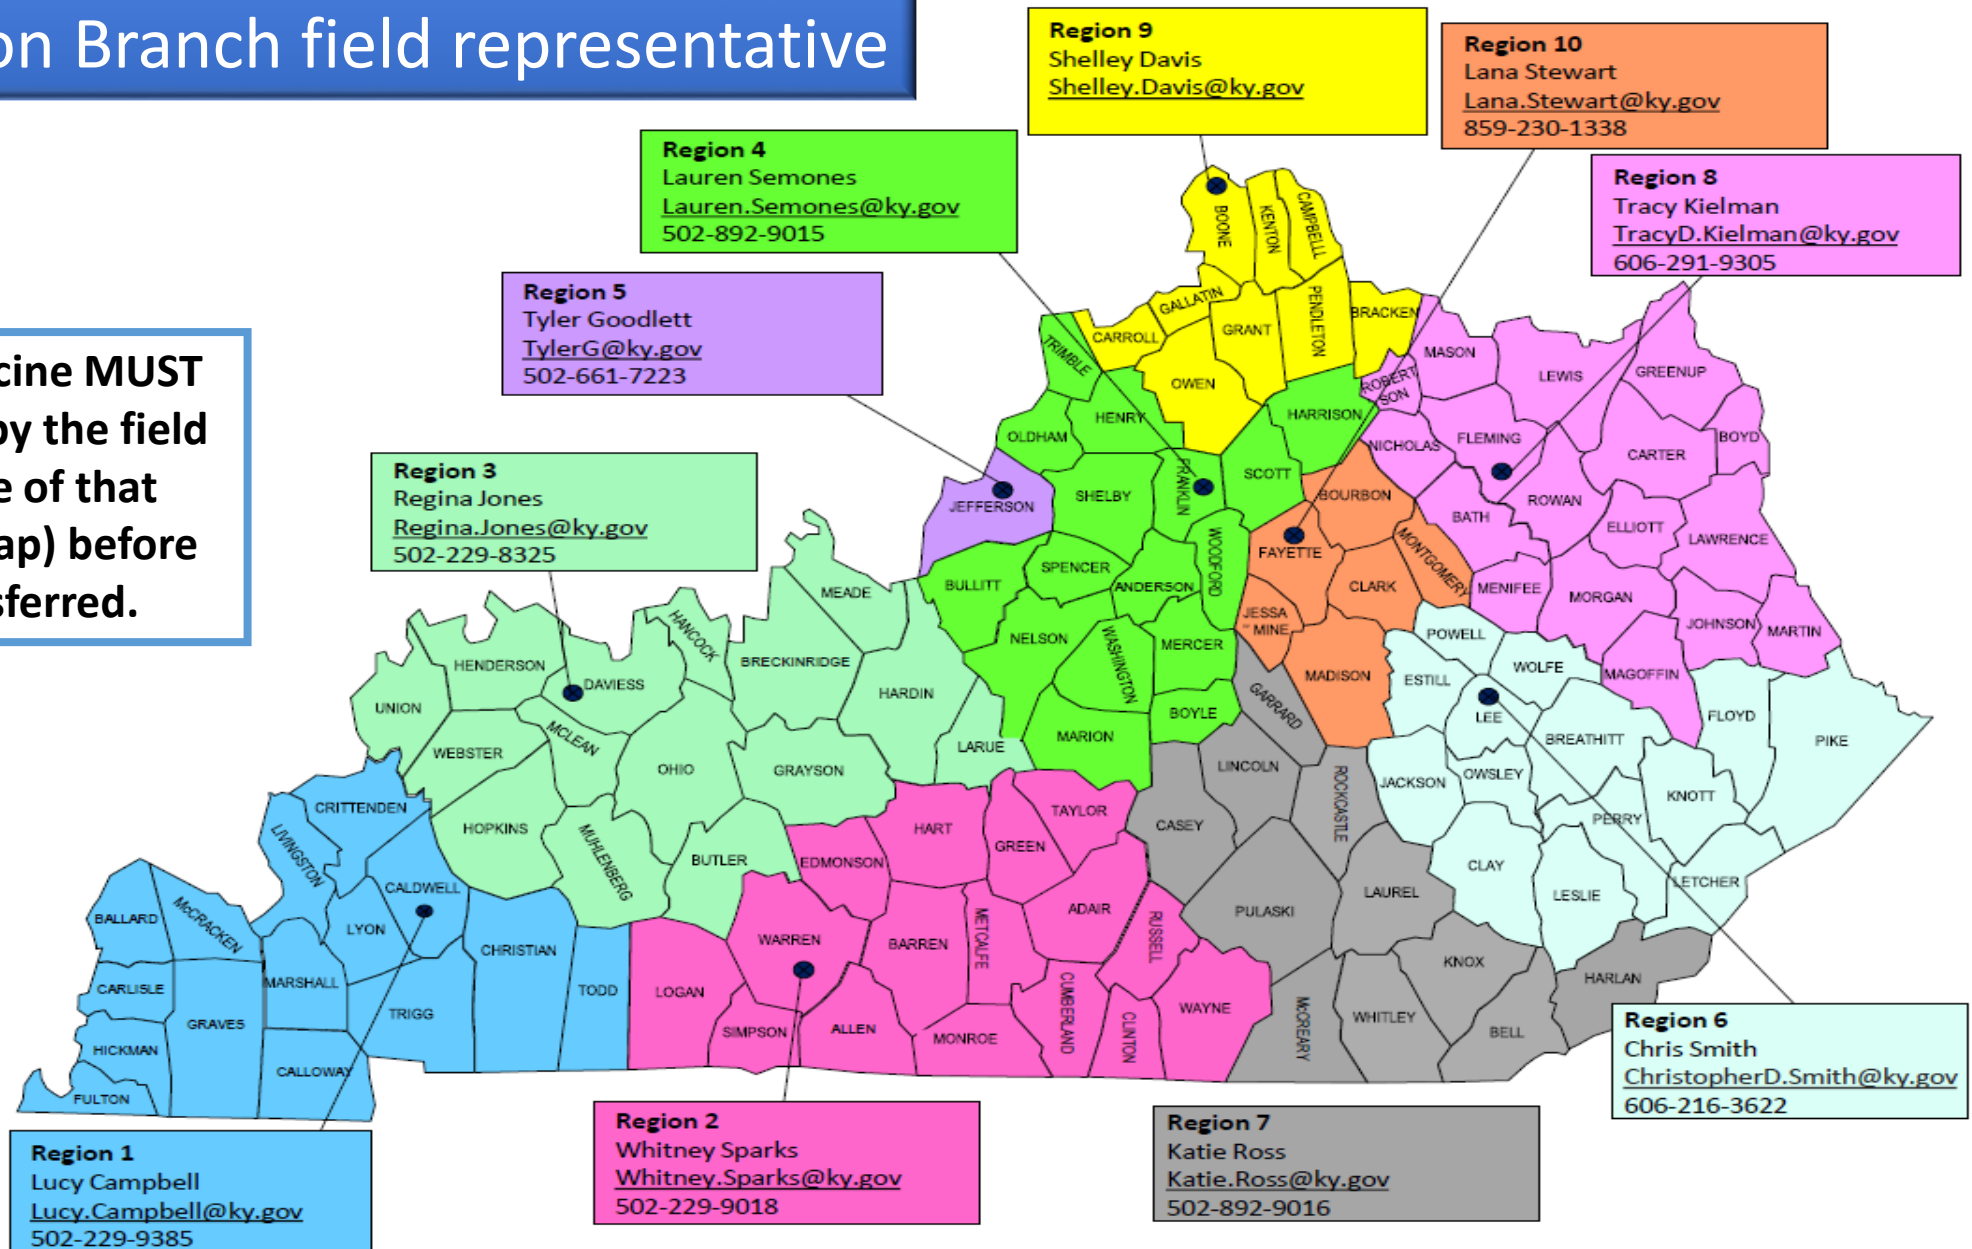 on Branch field representative
cine MUST
by the field
e of that
ap) before
sferred.
Region 9
Shelley Davis
Shelley.Davis@ky.gov
Region 10
Lana Stewart
Lana.Stewart@ky.gov
859-230-1338
Region 4
Lauren Semones
Lauren.Semones@ky.gov
502-892-9015
Region 8
Tracy Kielman
TracyD.Kielman@ky.gov
606-291-9305
Region 5
Tyler Goodlett
TylerG@ky.gov
502-661-7223
Region 3
Regina Jones
Regina.Jones@ky.gov
502-229-8325
BOONE
KENTON
CAMPBELLL
GALLATIN
CARROLL
GRANT
PENDLETON
BRACKEN
OWEN
TRIMBLE
HENRY
OLDHAM
HARRISON
SCOTT
FRANKLIN
SHELBY
WOODFORD
SPENCER
ANDERSON
BULLITT
NELSON
WASHINGTON
MERCER
BOYLE
MARION
JEFFERSON
MASON
LEWIS
GREENUP
ROBERT
SON
NICHOLAS
FLEMING
BOYD
CARTER
BATH
ROWAN
ELLIOTT
LAWRENCE
MENIFEE
MORGAN
JOHNSON
MARTIN
MAGOFFIN
BOURBON
FAYETTE
MONTGOMERY
CLARK
JESSA
MINE
MADISON
POWELL
WOLFE
ESTILL
LEE
FLOYD
PIKE
BREATHITT
JACKSON
OWSLEY
KNOTT
PERRY
CLAY
LESLIE
LETCHER
GARRARD
LINCOLN
ROCKCASTLE
CASEY
PULASKI
LAUREL
KNOX
HARLAN
McCREARY
WHITLEY
BELL
MEADE
HANCOCK
BRECKINRIDGE
HENDERSON
DAVIESS
HARDIN
UNION
MCLEAN
WEBSTER
OHIO
GRAYSON
LARUE
HOPKINS
MUHLENBERG
BUTLER
HART
TAYLOR
GREEN
EDMONSON
ADAIR
RUSSELL
METCALFE
WARREN
BARREN
LOGAN
SIMPSON
ALLEN
MONROE
CUMBERLAND
CLINTON
WAYNE
CRITTENDEN
LIVINGSTON
CALDWELL
BALLARD
McCRACKEN
LYON
CHRISTIAN
CARLISLE
MARSHALL
TRIGG
TODD
GRAVES
HICKMAN
CALLOWAY
FULTON
Region 6
Chris Smith
ChristopherD.Smith@ky.gov
606-216-3622
Region 2
Whitney Sparks
Whitney.Sparks@ky.gov
502-229-9018
Region 7
Katie Ross
Katie.Ross@ky.gov
502-892-9016
Region 1
Lucy Campbell
Lucy.Campbell@ky.gov
502-229-9385